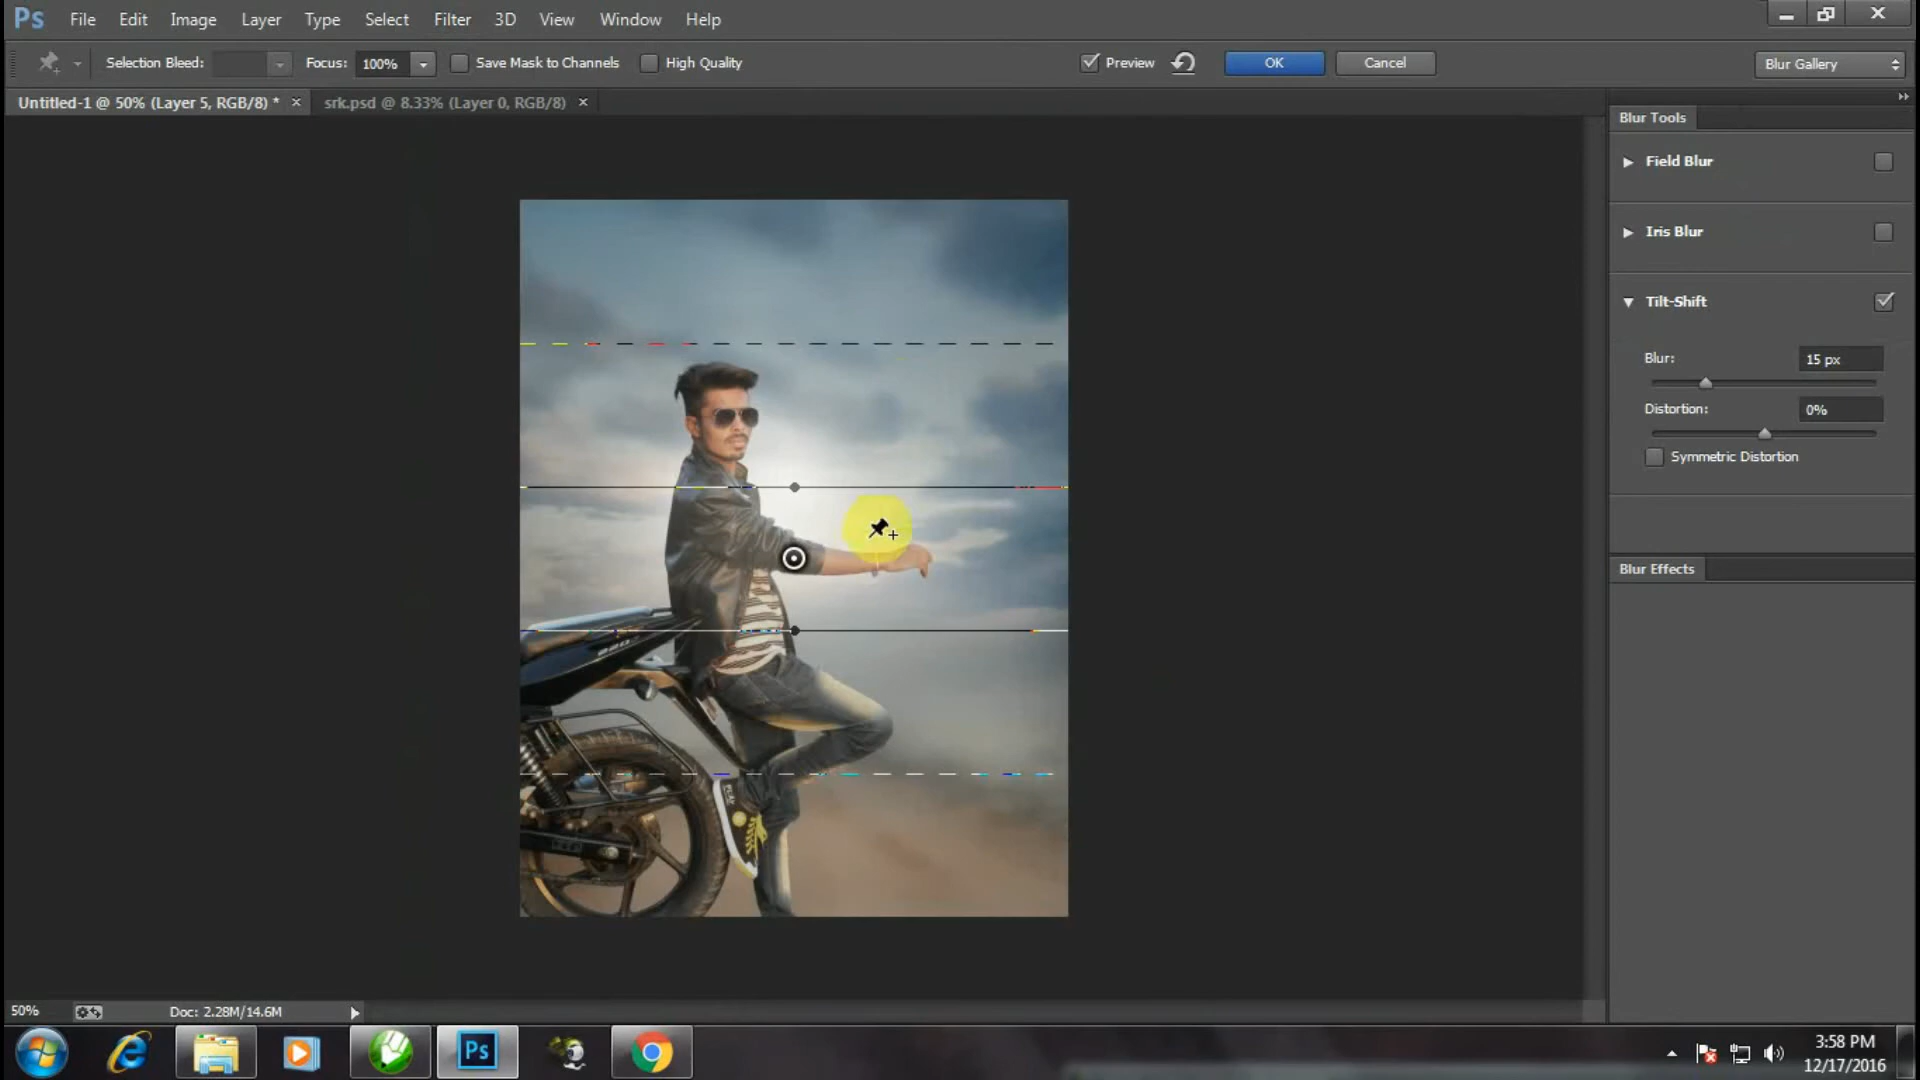 Ps File Edit Image Layer Type Select Filter 3D View Window Help
Selection Bleed: Focus: 100% Save Mask to Channels High Quality Preview OK Cancel Blur Gallery
Untitled-1 @ 50% (Layer 5, RGB/8) * × srk.psd @ 8.33% (Layer 0, RGB/8) ×
Blur Tools
Field Blur
Iris Blur
Tilt-Shift
Blur: 15 px
Distortion: 0%
Symmetric Distortion
Blur Effects
220
PLAY
50% Doc: 2.28M/14.6M
Ps
3:58 PM
12/17/2016